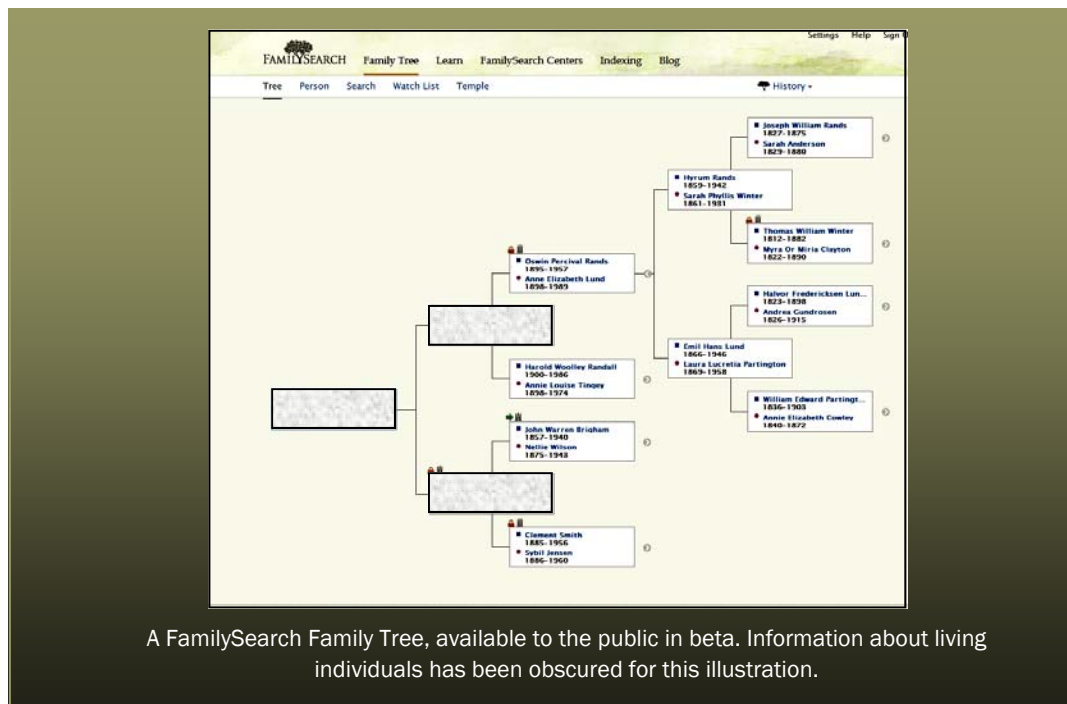 Settings Help Sign
FAMILYSEARCH Family Tree Learn FamilySearch Centers Indexing Blog
Tree Person Search Watch List Temple History
Joseph William Rands
1827-1875
Sarah Anderson
1829-1880
Hyrum Rands
1859-1942
Sarah Phyllis Winter
1861-1931
Thomas William Winter
1812-1882
Myra Or Miria Clayton
1822-1890
Oswin Percival Rands
1895-1957
Anne Elizabeth Lund
1898-1989
Halvor Fredericksen Lun...
1823-1898
Andrea Gundrosen
1826-1915
Emil Hans Lund
1866-1946
Laura Lucretia Partington
1869-1958
Harold Woolley Randall
1900-1986
Annie Louise Tingey
1898-1974
William Edward Partingt...
1836-1903
Annie Elizabeth Cowley
1840-1872
John Warren Brigham
1857-1940
Nellie Wilson
1875-1943
Clement Smith
1885-1956
Sybil Jensen
1886-1960
A FamilySearch Family Tree, available to the public in beta. Information about living
individuals has been obscured for this illustration.